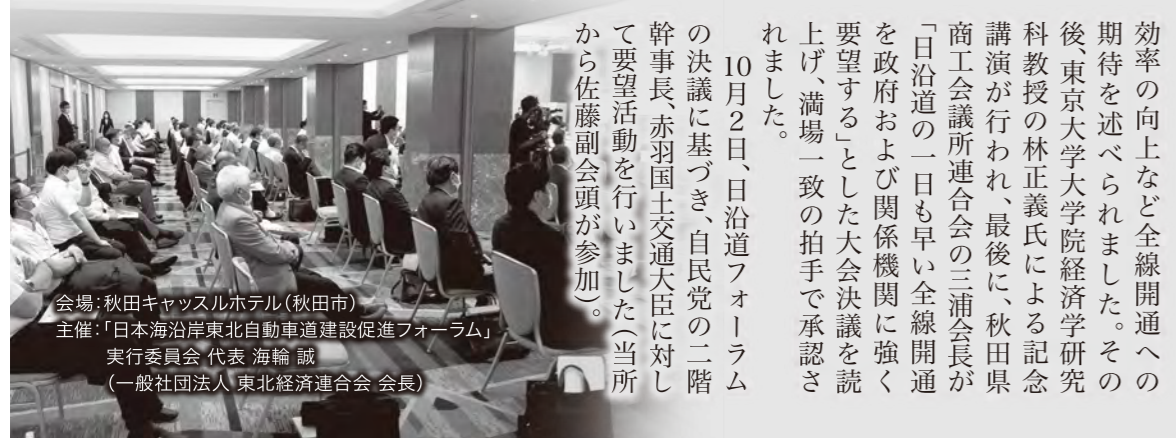 効率の向上など全線開通への
期待を述べられました。その
後、東京大学大学院経済学研究
科教授の林正義氏による記念
講演が行われ、最後に、秋田県
商工会議所連合会の三浦会長が
「日沿道の一日も早い全線開通
を政府および関係機関に強く
要望する」とした大会決議を読
上げ、満場一致の拍手で承認さ
れました。
10月2日、日沿道フォーラム
の決議に基づき、自民党の二階
幹事長、赤羽国土交通大臣に対し
て要望活動を行いました(当所
から佐藤副会頭が参加)。
会場:秋田キャッスルホテル(秋田市)
主催:「日本海沿岸東北自動車道建設促進フォーラム」
実行委員会 代表 海輪 誠
(一般社団法人 東北経済連合会 会長)